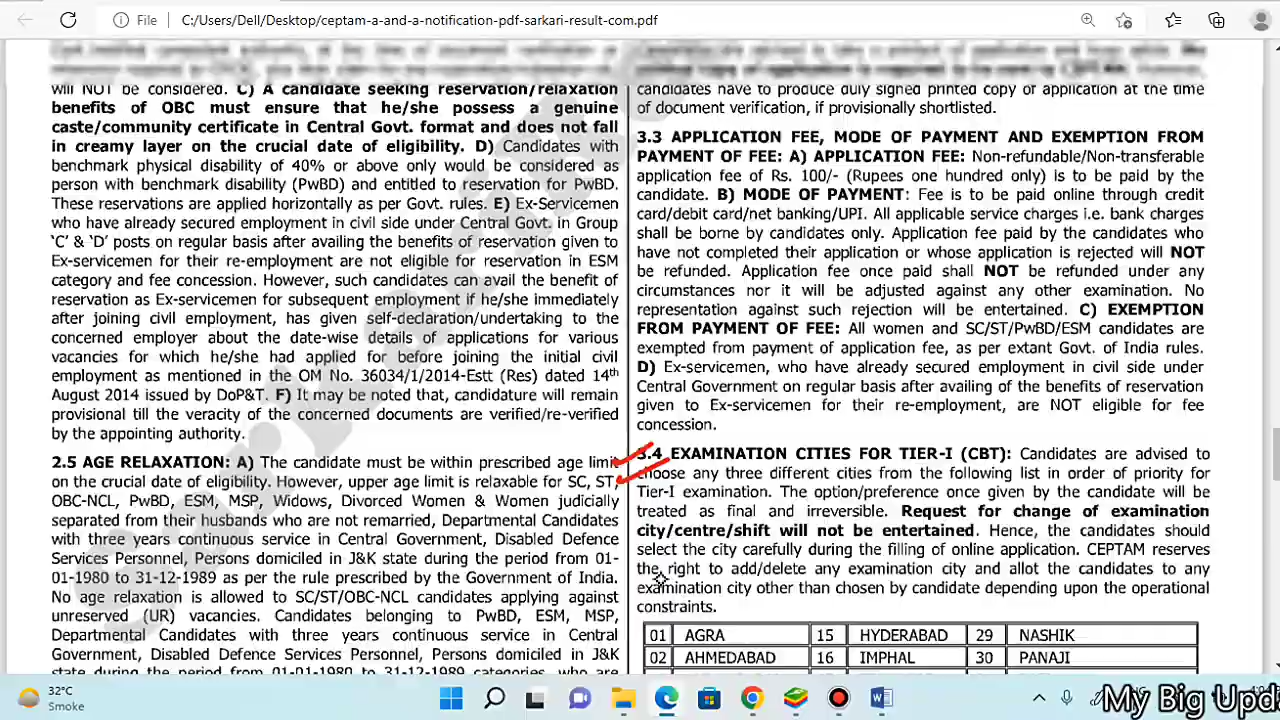 File
C:/Users/Dell/Desktop/ceptam-a-and-a-notification-pdf-sarkari-result-com.pdf
will NOT be considered. C) A candidate seeking reservation/relaxation
benefits of OBC must ensure that he/she possess a genuine
caste/community certificate in Central Govt. format and does not fall
in creamy layer on the crucial date of eligibility. D) Candidates with
benchmark physical disability of 40% or above only would be considered as
person with benchmark disability (PwBD) and entitled to reservation for PwBD.
These reservations are applied horizontally as per Govt. rules. E) Ex-Servicemen
who have already secured employment in civil side under Central Govt. in Group
‘C’ & ‘D’ posts on regular basis after availing the benefits of reservation given to
Ex-servicemen for their re-employment are not eligible for reservation in ESM
category and fee concession. However, such candidates can avail the benefit of
reservation as Ex-servicemen for subsequent employment if he/she immediately
after joining civil employment, has given self-declaration/undertaking to the
concerned employer about the date-wise details of applications for various
vacancies for which he/she had applied for before joining the initial civil
employment as mentioned in the OM No. 36034/1/2014-Estt (Res) dated 14th
August 2014 issued by DoP&T. F) It may be noted that, candidature will remain
provisional till the veracity of the concerned documents are verified/re-verified
by the appointing authority.
2.5 AGE RELAXATION: A) The candidate must be within prescribed age limit
on the crucial date of eligibility. However, upper age limit is relaxable for SC, ST,
OBC-NCL, PwBD, ESM, MSP, Widows, Divorced Women & Women judicially
separated from their husbands who are not remarried, Departmental Candidates
with three years continuous service in Central Government, Disabled Defence
Services Personnel, Persons domiciled in J&K state during the period from 01-
01-1980 to 31-12-1989 as per the rule prescribed by the Government of India.
No age relaxation is allowed to SC/ST/OBC-NCL candidates applying against
unreserved (UR) vacancies. Candidates belonging to PwBD, ESM, MSP,
Departmental Candidates with three years continuous service in Central
Government, Disabled Defence Services Personnel, Persons domiciled in J&K
state during the period from 01-01-1980 to 31-12-1989 categories, who are
candidates have to produce duly signed printed copy of application at the time
of document verification, if provisionally shortlisted.
3.3 APPLICATION FEE, MODE OF PAYMENT AND EXEMPTION FROM
PAYMENT OF FEE: A) APPLICATION FEE: Non-refundable/Non-transferable
application fee of Rs. 100/- (Rupees one hundred only) is to be paid by the
candidate. B) MODE OF PAYMENT: Fee is to be paid online through credit
card/debit card/net banking/UPI. All applicable service charges i.e. bank charges
shall be borne by candidates only. Application fee paid by the candidates who
have not completed their application or whose application is rejected will NOT
be refunded. Application fee once paid shall NOT be refunded under any
circumstances nor it will be adjusted against any other examination. No
representation against such rejection will be entertained. C) EXEMPTION
FROM PAYMENT OF FEE: All women and SC/ST/PwBD/ESM candidates are
exempted from payment of application fee, as per extant Govt. of India rules.
D) Ex-servicemen, who have already secured employment in civil side under
Central Government on regular basis after availing of the benefits of reservation
given to Ex-servicemen for their re-employment, are NOT eligible for fee
concession.
3.4 EXAMINATION CITIES FOR TIER-I (CBT): Candidates are advised to
choose any three different cities from the following list in order of priority for
Tier-I examination. The option/preference once given by the candidate will be
treated as final and irreversible. Request for change of examination
city/centre/shift will not be entertained. Hence, the candidates should
select the city carefully during the filling of online application. CEPTAM reserves
the right to add/delete any examination city and allot the candidates to any
examination city other than chosen by candidate depending upon the operational
constraints.
01 AGRA 15 HYDERABAD 29 NASHIK
02 AHMEDABAD 16 IMPHAL 30 PANAJI
32°C
Smoke
My Big Upd